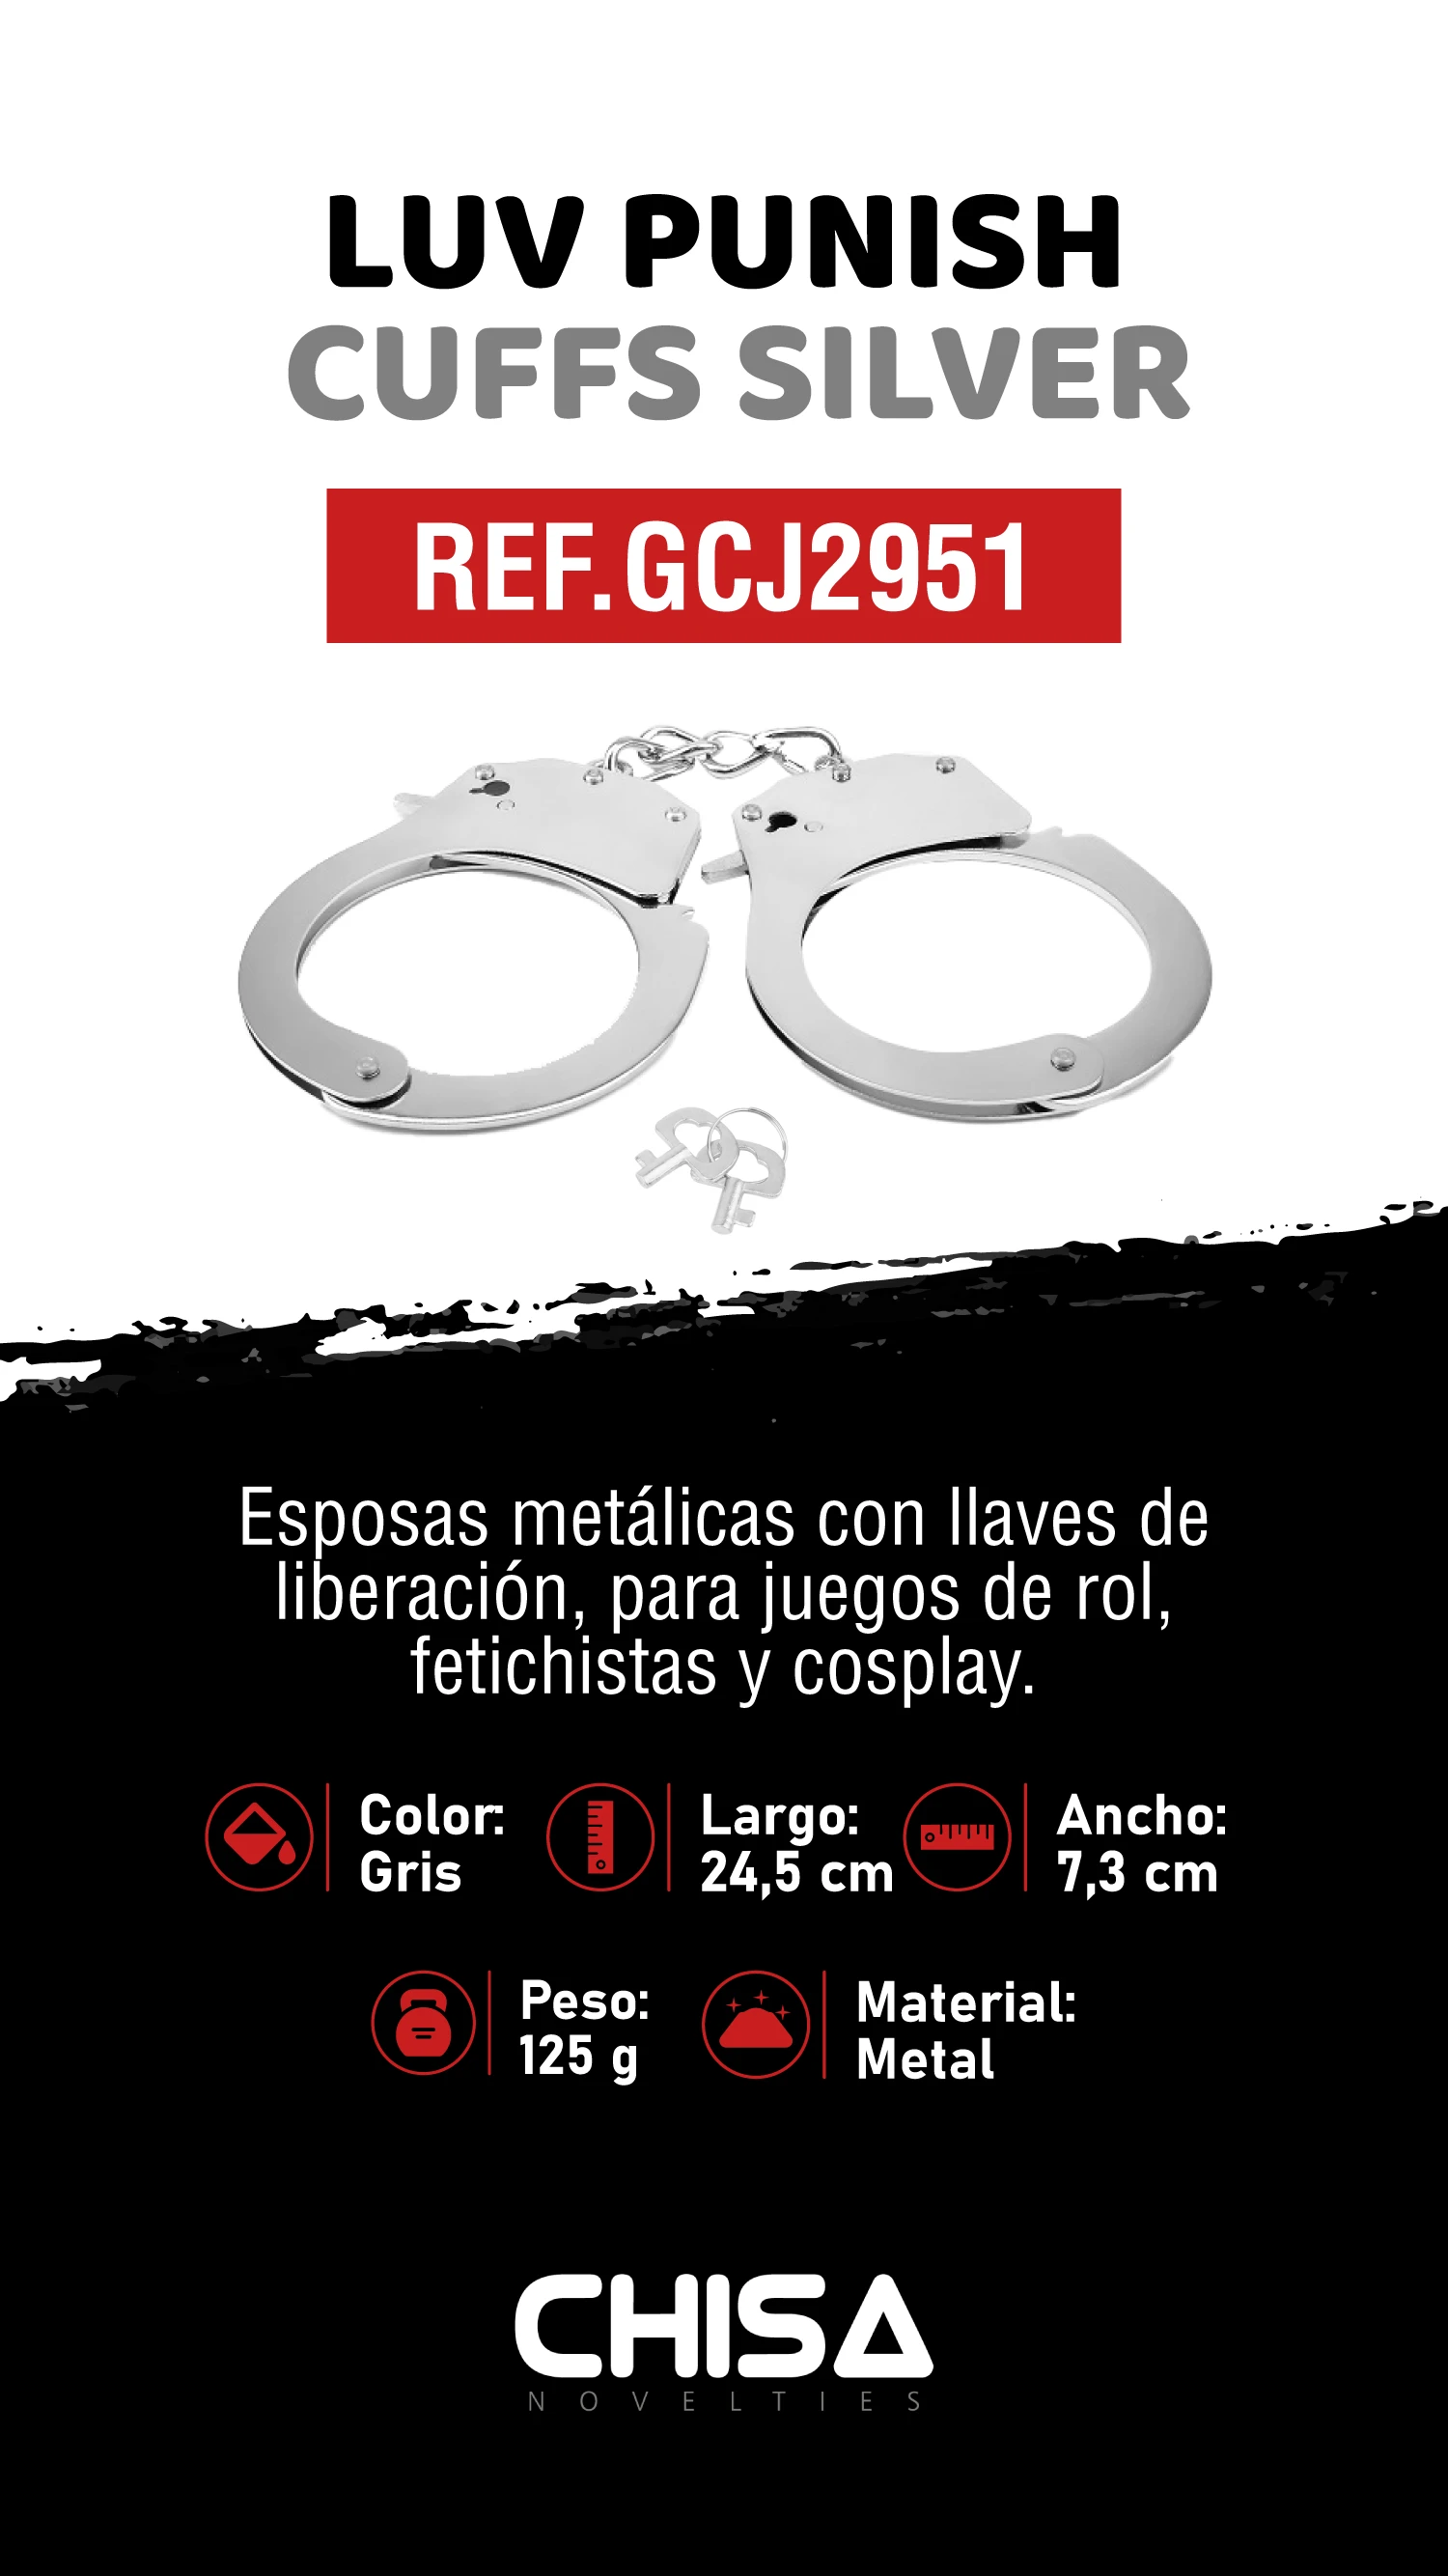 LUV PUNISH
CUFFS SILVER
REF.GCJ2951
Esposas metálicas con llaves de
liberación, para juegos de rol,
fetichistas y cosplay.
Color:
Gris
Largo:
24,5 cm
Ancho:
7,3 cm
Peso:
125 g
Material:
Metal
CHISA
NOVELTIES